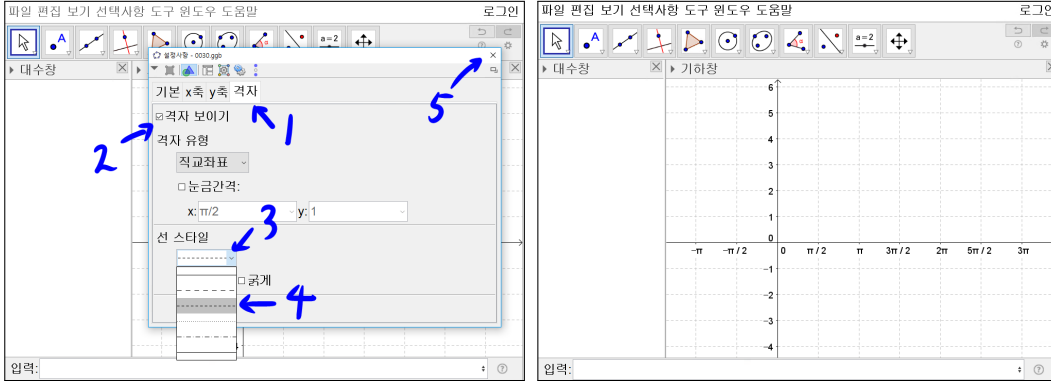 파일 편집 보기 선택사항 도구 윈도우 도움말
로그인
A
a=2
대수창
설정사항 - 0030.ggb
기본 x축 y축 격자
격자 보이기
격자 유형
직교좌표
눈금간격:
x: π/2 y: 1
선 스타일
굵게
입력:
1
2
3
4
5
파일 편집 보기 선택사항 도구 윈도우 도움말
로그인
A
a=2
대수창
기하창
6
5
4
3
2
1
0
−π −π / 2 0 π / 2 π 3π / 2 2π 5π / 2 3π
−1
−2
−3
−4
입력: